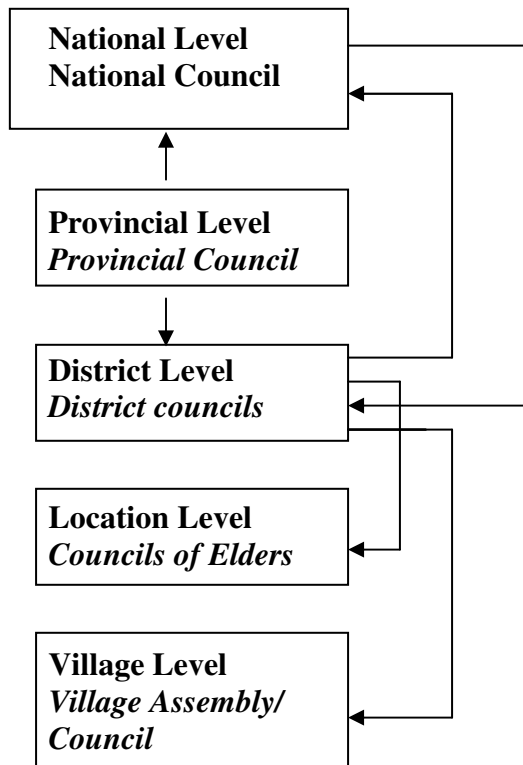 National Level
National Council
Provincial Level
Provincial Council
District Level
District councils
Location Level
Councils of Elders
Village Level
Village Assembly/
Council